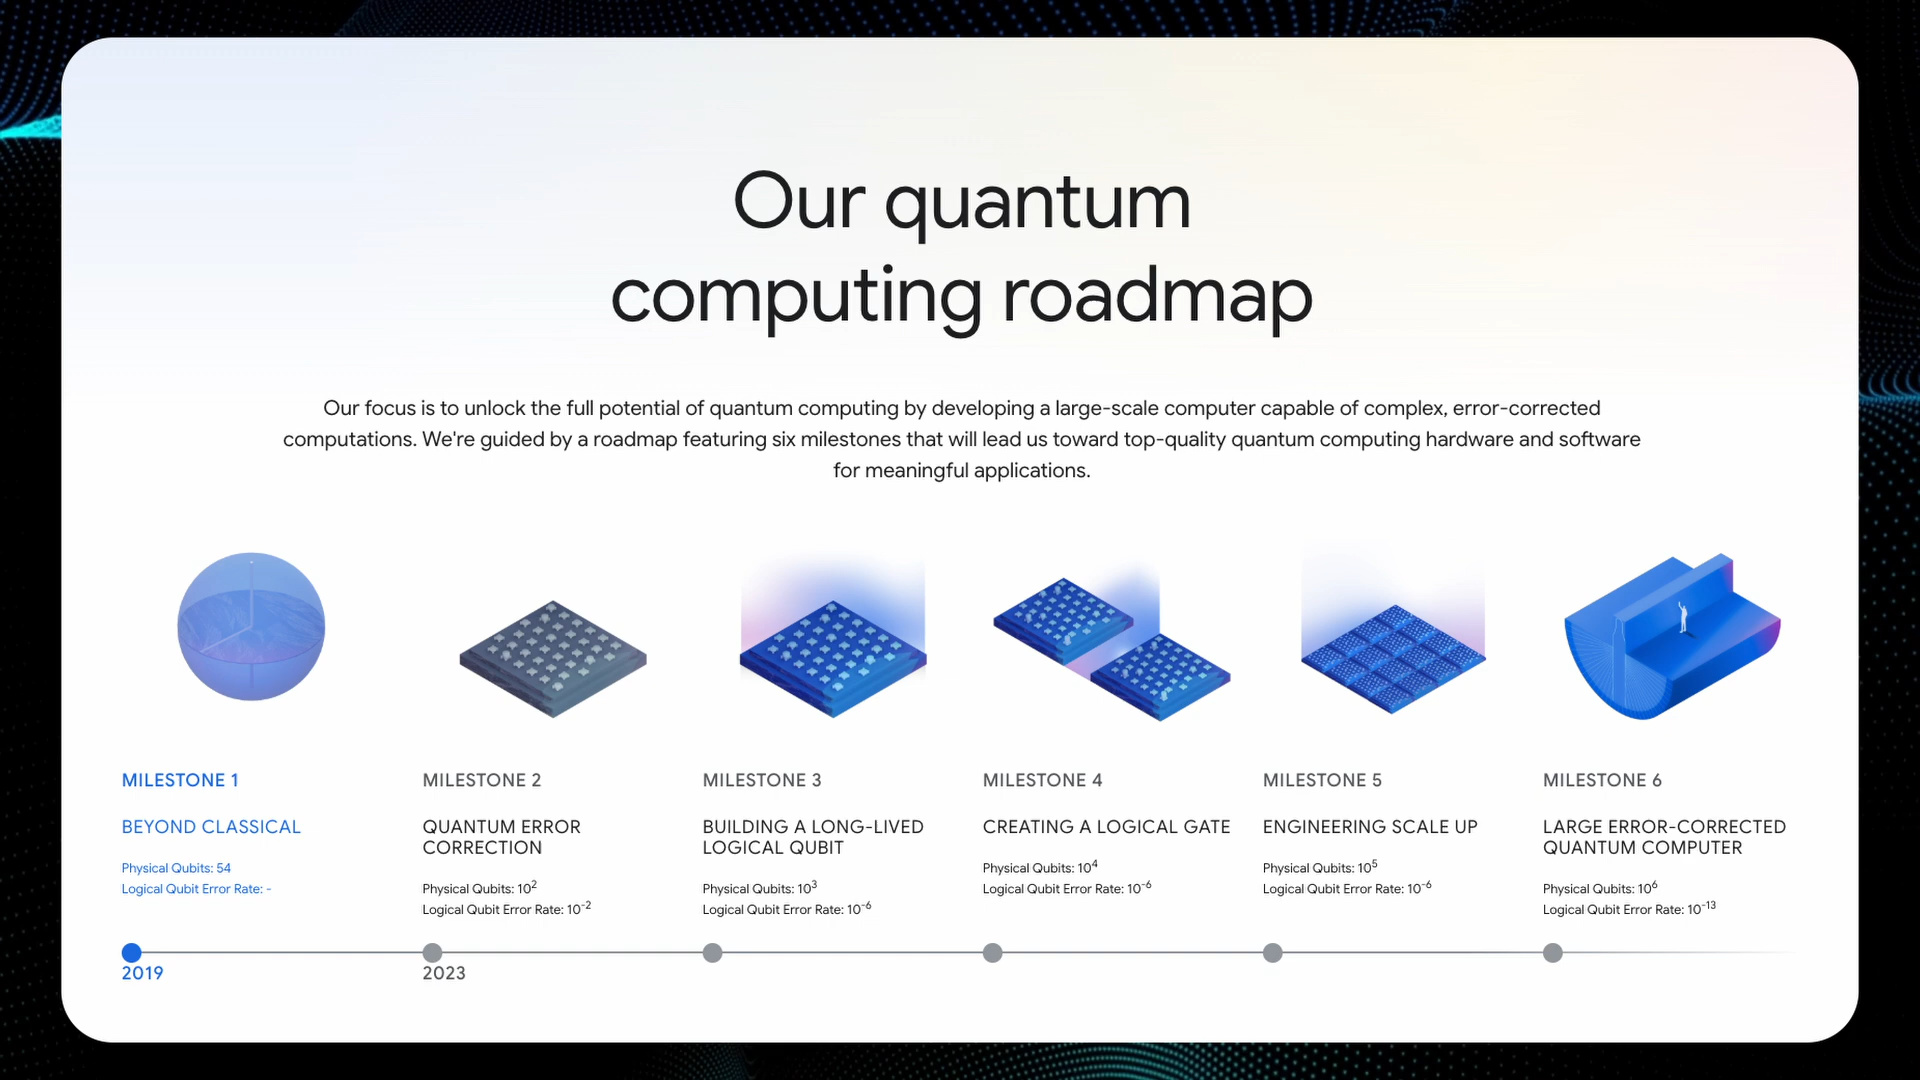 Our quantum
computing roadmap
Our focus is to unlock the full potential of quantum computing by developing a large-scale computer capable of complex, error-corrected
computations. We're guided by a roadmap featuring six milestones that will lead us toward top-quality quantum computing hardware and software
for meaningful applications.
MILESTONE 1
BEYOND CLASSICAL
Physical Qubits: 54
Logical Qubit Error Rate: -
2019
MILESTONE 2
QUANTUM ERROR
CORRECTION
Physical Qubits: 10²
Logical Qubit Error Rate: 10⁻²
2023
MILESTONE 3
BUILDING A LONG-LIVED
LOGICAL QUBIT
Physical Qubits: 10³
Logical Qubit Error Rate: 10⁻⁶
MILESTONE 4
CREATING A LOGICAL GATE
Physical Qubits: 10⁴
Logical Qubit Error Rate: 10⁻⁶
MILESTONE 5
ENGINEERING SCALE UP
Physical Qubits: 10⁵
Logical Qubit Error Rate: 10⁻⁶
MILESTONE 6
LARGE ERROR-CORRECTED
QUANTUM COMPUTER
Physical Qubits: 10⁶
Logical Qubit Error Rate: 10⁻¹³